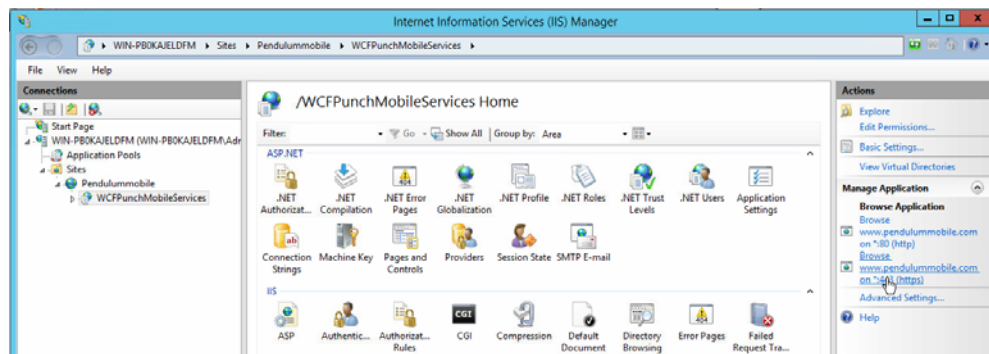 Internet Information Services (IIS) Manager
WIN-PB0KAJELDFM Sites Pendulummobile WCFPunchMobileServices
File View Help
Connections
Start Page
WIN-PB0KAJELDFM (WIN-PB0KAJELDFM\Adr
Application Pools
Sites
Pendulummobile
WCFPunchMobileServices
/WCFPunchMobileServices Home
Filter: Go Show All Group by: Area
ASP.NET
.NET Authorizat...
.NET Compilation
.NET Error Pages
.NET Globalization
.NET Profile
.NET Roles
.NET Trust Levels
.NET Users
Application Settings
Connection Strings
Machine Key
Pages and Controls
Providers
Session State
SMTP E-mail
IIS
ASP
Authentic...
Authorizat... Rules
CGI
CGI
Compression
Default Document
Directory Browsing
Error Pages
Failed Request Tra...
Actions
Explore
Edit Permissions...
Basic Settings...
View Virtual Directories
Manage Application
Browse Application
Browse
www.pendulummobile.com
on *:80 (http)
Browse
www.pendulummobile.com
on (https)
Advanced Settings...
Help